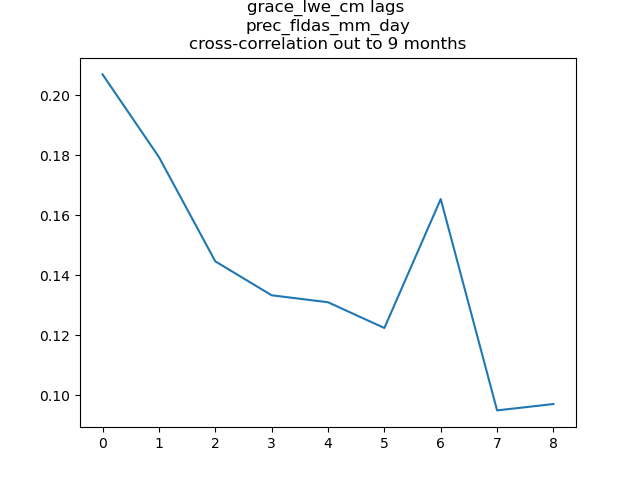 grace_lwe_cm lags
prec_fldas_mm_day
cross-correlation out to 9 months
0.20
0.18
0.16
0.14
0.12
0.10
0 1 2 3 4 5 6 7 8